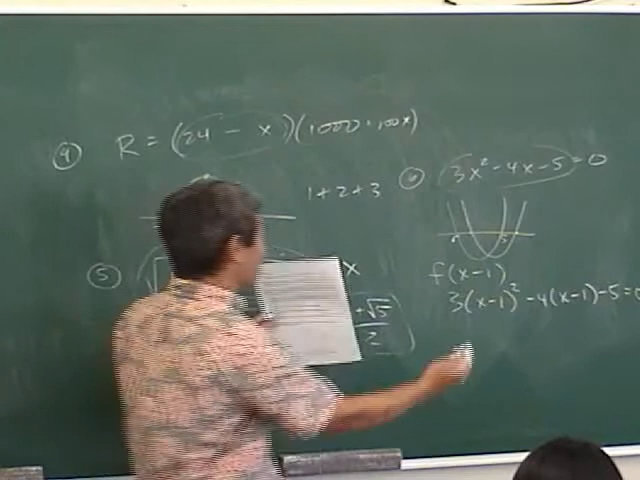 ④ R = (24 - x)(1000+100x)
1+2+3
⑤ √ x
+√5
2
⑥ 3x² - 4x - 5 = 0
f(x-1)
3(x-1)² - 4(x-1) - 5 = 0